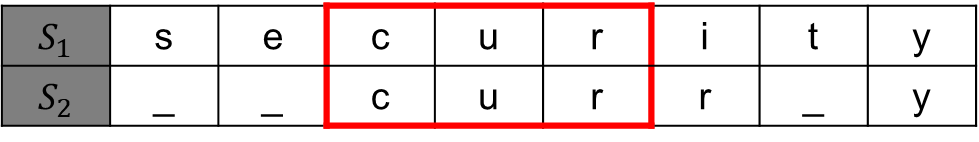 S₁ s e c u r i t y
S₂ _ _ c u r r _ y